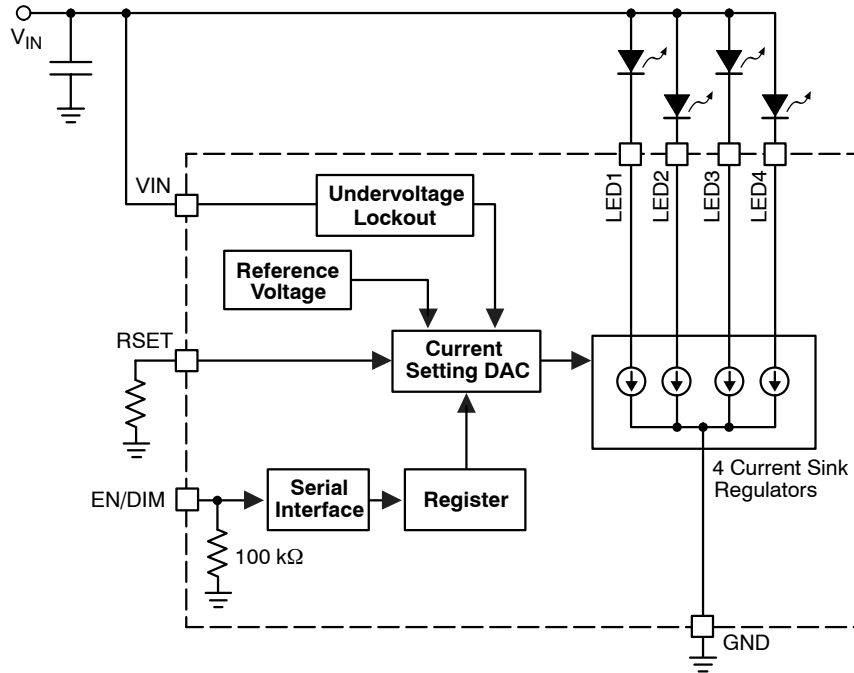 VIN
VIN
LED1
LED2
LED3
LED4
Undervoltage
Lockout
Reference
Voltage
RSET
Current
Setting DAC
4 Current Sink
Regulators
EN/DIM
Serial
Interface
Register
100 kΩ
GND